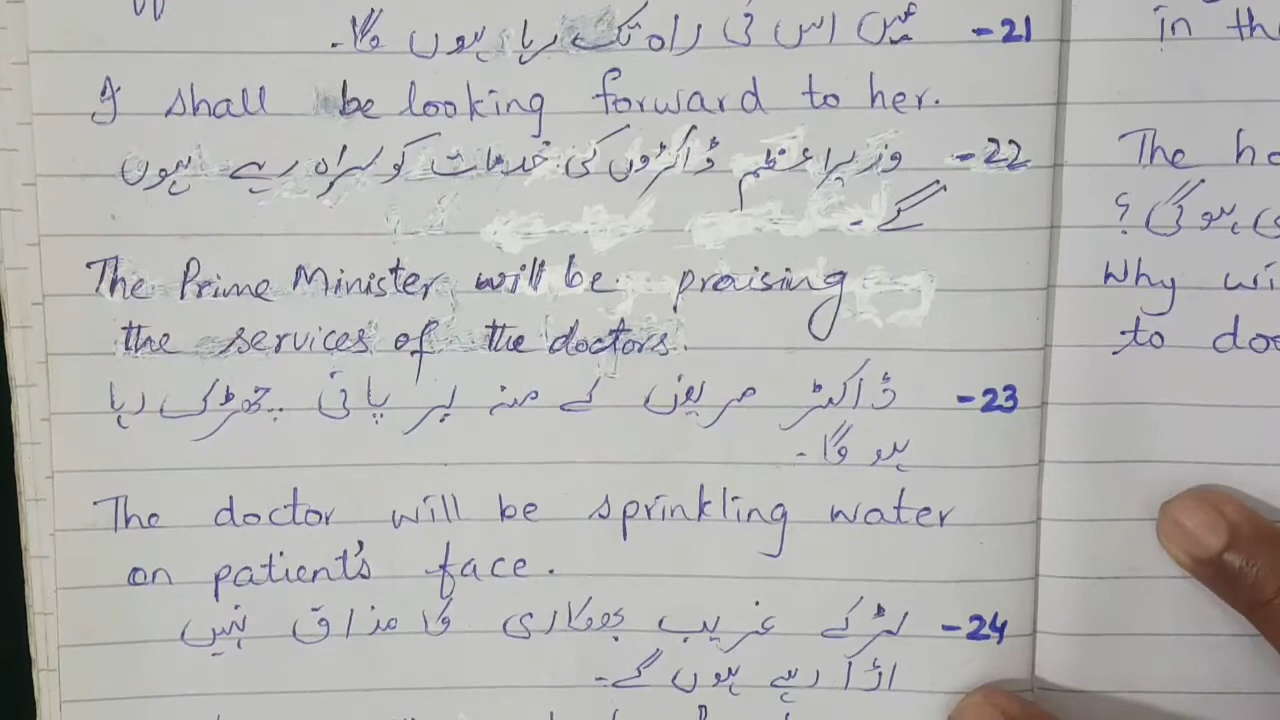 21- میں اس کی راہ تک رہا ہوں گا۔
I shall be looking forward to her.
22- وزیراعظم ڈاکٹروں کی خدمات کو سراہ رہے ہوں
گے۔
The Prime Minister will be praising
the services of the doctors.
23- ڈاکٹر مریض کے منہ پر پانی چھڑک رہا
ہو گا۔
The doctor will be sprinkling water
on patient's face.
24- لڑکے غریب بھکاری کا مذاق نہیں
اڑا رہے ہوں گے۔
in the
The
ہو گی؟
Why
to